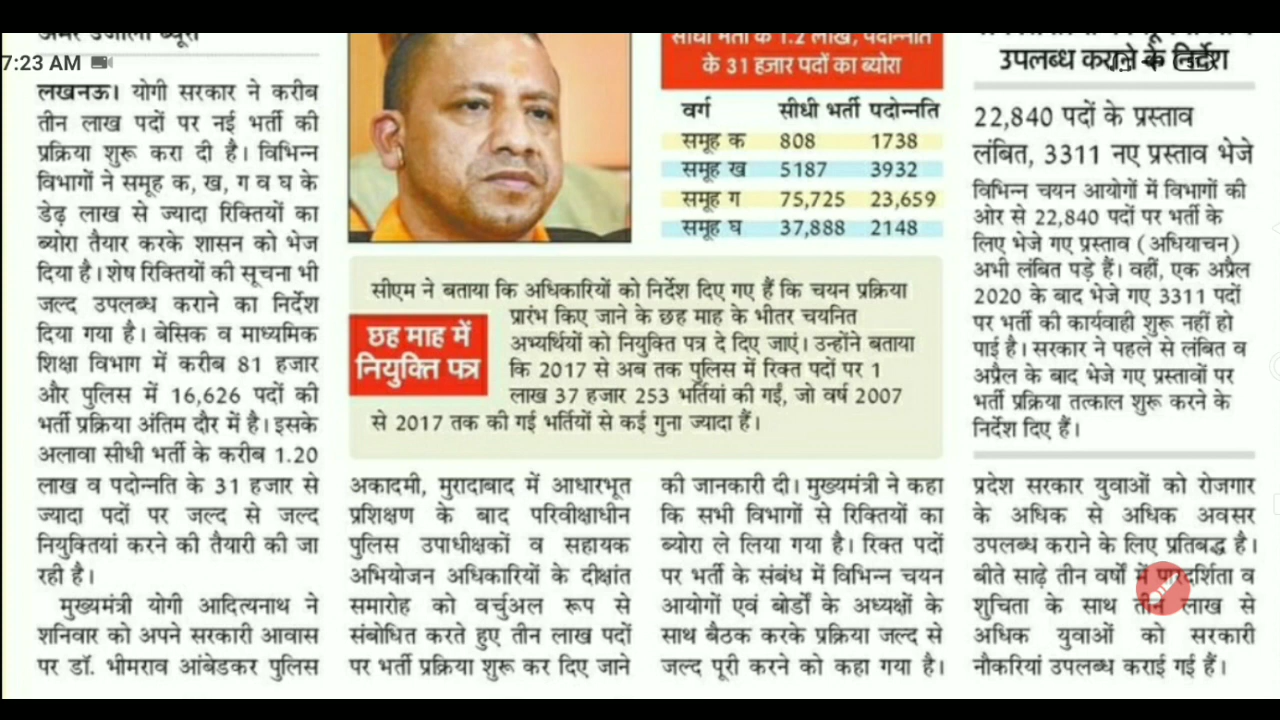 7:23 AM
अमर उजाला ब्यूरो
लखनऊ। योगी सरकार ने करीब
तीन लाख पदों पर नई भर्ती की
प्रक्रिया शुरू करा दी है। विभिन्न
विभागों ने समूह क, ख, ग व घ के
डेढ़ लाख से ज्यादा रिक्तियों का
ब्योरा तैयार करके शासन को भेज
दिया है। शेष रिक्तियों की सूचना भी
जल्द उपलब्ध कराने का निर्देश
दिया गया है। बेसिक व माध्यमिक
शिक्षा विभाग में करीब 81 हजार
और पुलिस में 16,626 पदों की
भर्ती प्रक्रिया अंतिम दौर में है। इसके
अलावा सीधी भर्ती के करीब 1.20
लाख व पदोन्नति के 31 हजार से
ज्यादा पदों पर जल्द से जल्द
नियुक्तियां करने की तैयारी की जा
रही है।
मुख्यमंत्री योगी आदित्यनाथ ने
शनिवार को अपने सरकारी आवास
पर डॉ. भीमराव आंबेडकर पुलिस
सीधी भर्ती के 1.2 लाख, पदोन्नति
के 31 हजार पदों का ब्योरा
वर्ग सीधी भर्ती पदोन्नति
समूह क 808 1738
समूह ख 5187 3932
समूह ग 75,725 23,659
समूह घ 37,888 2148
सीएम ने बताया कि अधिकारियों को निर्देश दिए गए हैं कि चयन प्रक्रिया
छह माह में
नियुक्ति पत्र
प्रारंभ किए जाने के छह माह के भीतर चयनित
अभ्यर्थियों को नियुक्ति पत्र दे दिए जाएं। उन्होंने बताया
कि 2017 से अब तक पुलिस में रिक्त पदों पर 1
लाख 37 हजार 253 भर्तियां की गईं, जो वर्ष 2007
से 2017 तक की गई भर्तियों से कई गुना ज्यादा हैं।
अकादमी, मुरादाबाद में आधारभूत
प्रशिक्षण के बाद परिवीक्षाधीन
पुलिस उपाधीक्षकों व सहायक
अभियोजन अधिकारियों के दीक्षांत
समारोह को वर्चुअल रूप से
संबोधित करते हुए तीन लाख पदों
पर भर्ती प्रक्रिया शुरू कर दिए जाने
की जानकारी दी। मुख्यमंत्री ने कहा
कि सभी विभागों से रिक्तियों का
ब्योरा ले लिया गया है। रिक्त पदों
पर भर्ती के संबंध में विभिन्न चयन
आयोगों एवं बोर्डों के अध्यक्षों के
साथ बैठक करके प्रक्रिया जल्द से
जल्द पूरी करने को कहा गया है।
उपलब्ध कराने के निर्देश
22,840 पदों के प्रस्ताव
लंबित, 3311 नए प्रस्ताव भेजे
विभिन्न चयन आयोगों में विभागों की
ओर से 22,840 पदों पर भर्ती के
लिए भेजे गए प्रस्ताव (अधियाचन)
अभी लंबित पड़े हैं। वहीं, एक अप्रैल
2020 के बाद भेजे गए 3311 पदों
पर भर्ती की कार्यवाही शुरू नहीं हो
पाई है। सरकार ने पहले से लंबित व
अप्रैल के बाद भेजे गए प्रस्तावों पर
भर्ती प्रक्रिया तत्काल शुरू करने के
निर्देश दिए हैं।
प्रदेश सरकार युवाओं को रोजगार
के अधिक से अधिक अवसर
उपलब्ध कराने के लिए प्रतिबद्ध है।
बीते साढ़े तीन वर्षों में पारदर्शिता व
शुचिता के साथ तीन लाख से
अधिक युवाओं को सरकारी
नौकरियां उपलब्ध कराई गई हैं।